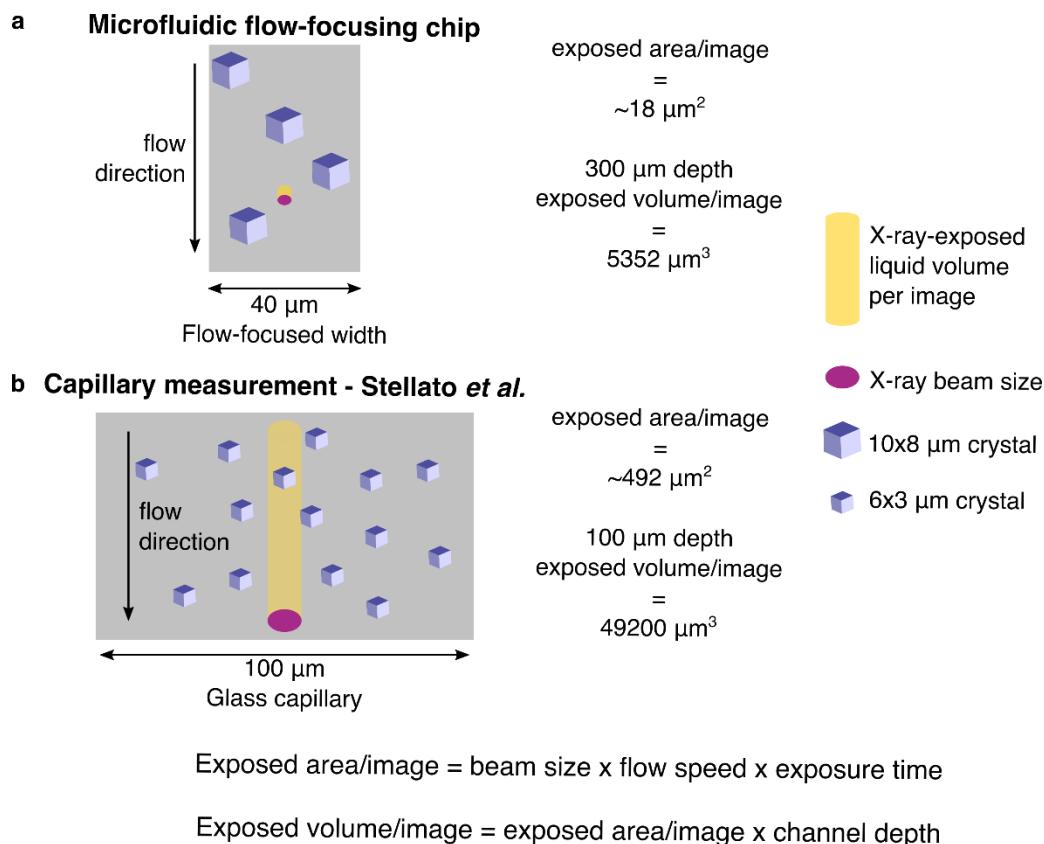 a Microfluidic flow-focusing chip
flow
direction
40 µm
Flow-focused width
exposed area/image
=
~18 µm²
300 µm depth
exposed volume/image
=
5352 µm³
X-ray-exposed
liquid volume
per image
X-ray beam size
10x8 µm crystal
6x3 µm crystal
b Capillary measurement - Stellato et al.
flow
direction
100 µm
Glass capillary
exposed area/image
=
~492 µm²
100 µm depth
exposed volume/image
=
49200 µm³
Exposed area/image = beam size x flow speed x exposure time
Exposed volume/image = exposed area/image x channel depth